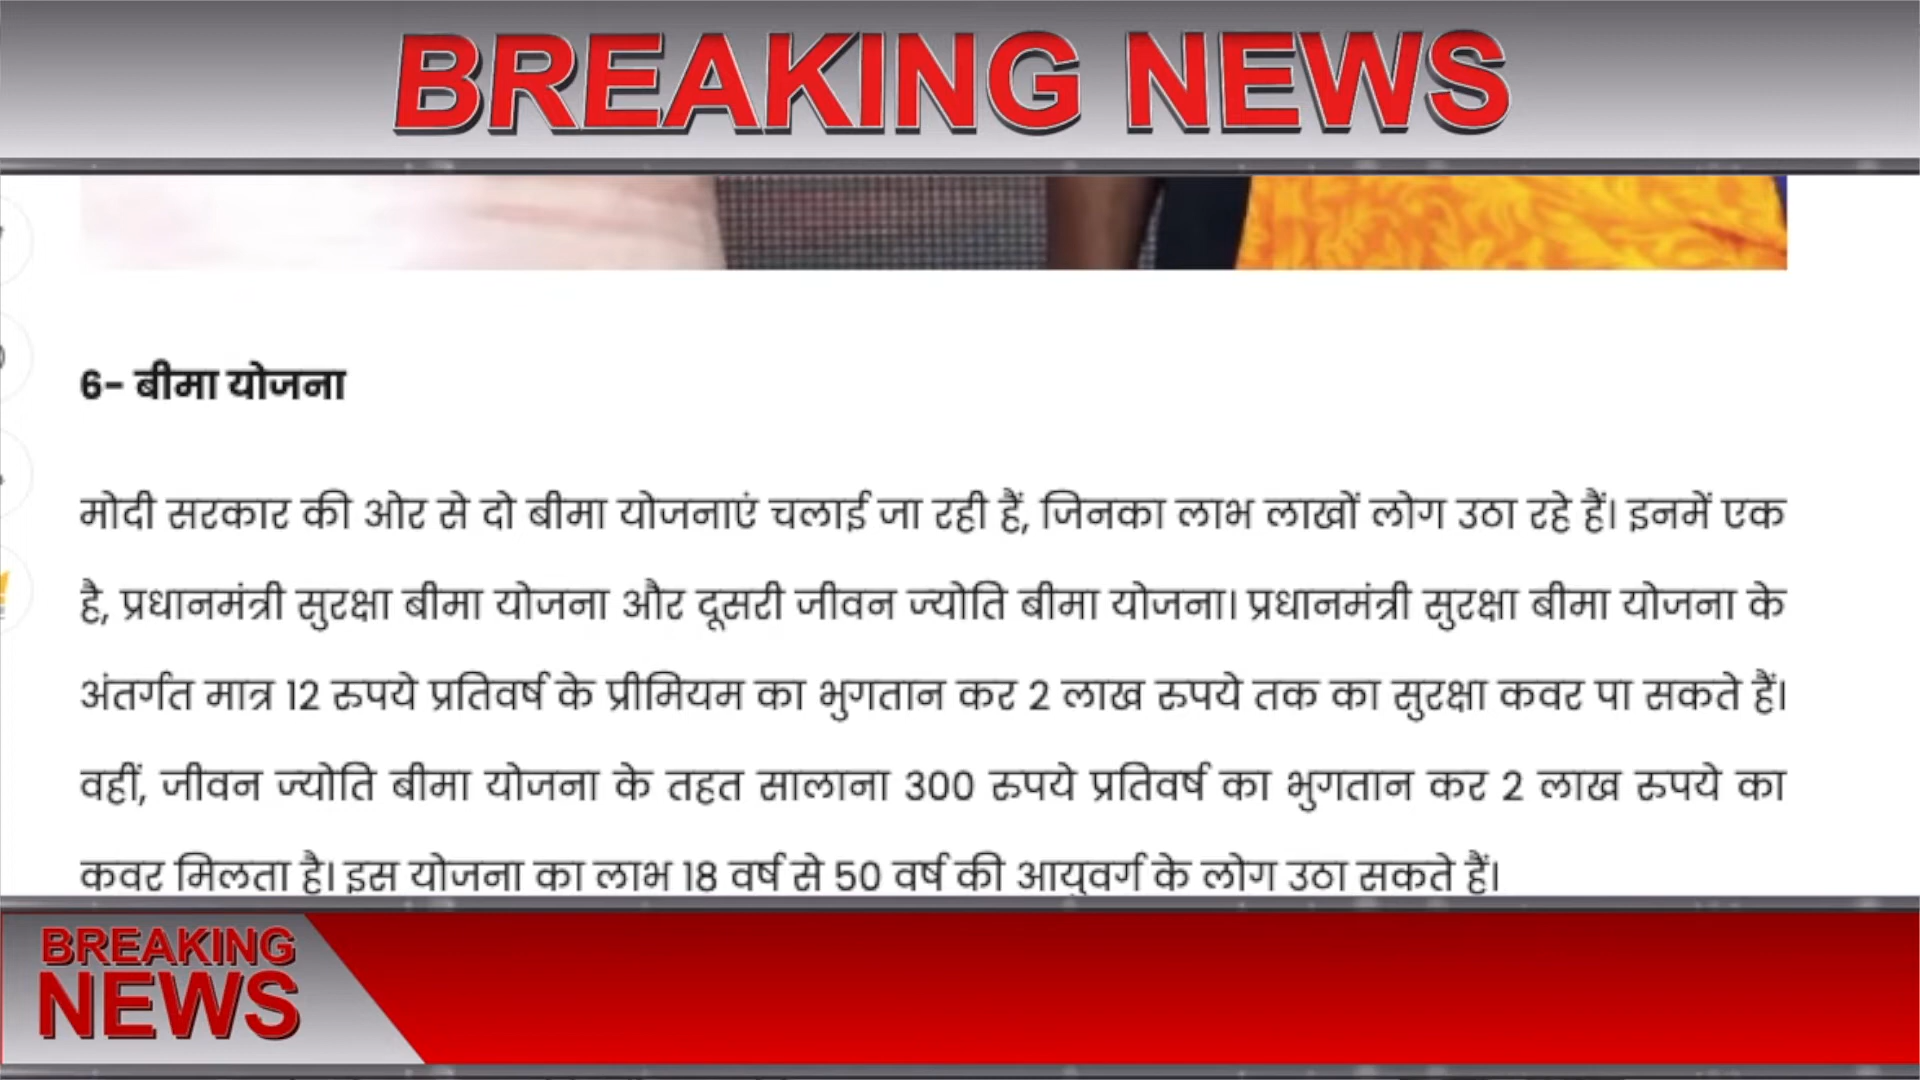 BREAKING NEWS
6- बीमा योजना
मोदी सरकार की ओर से दो बीमा योजनाएं चलाई जा रही हैं, जिनका लाभ लाखों लोग उठा रहे हैं। इनमें एक
है, प्रधानमंत्री सुरक्षा बीमा योजना और दूसरी जीवन ज्योति बीमा योजना। प्रधानमंत्री सुरक्षा बीमा योजना के
अंतर्गत मात्र 12 रुपये प्रतिवर्ष के प्रीमियम का भुगतान कर 2 लाख रुपये तक का सुरक्षा कवर पा सकते हैं।
वहीं, जीवन ज्योति बीमा योजना के तहत सालाना 300 रुपये प्रतिवर्ष का भुगतान कर 2 लाख रुपये का
कवर मिलता है। इस योजना का लाभ 18 वर्ष से 50 वर्ष की आयुवर्ग के लोग उठा सकते हैं।
BREAKING
NEWS